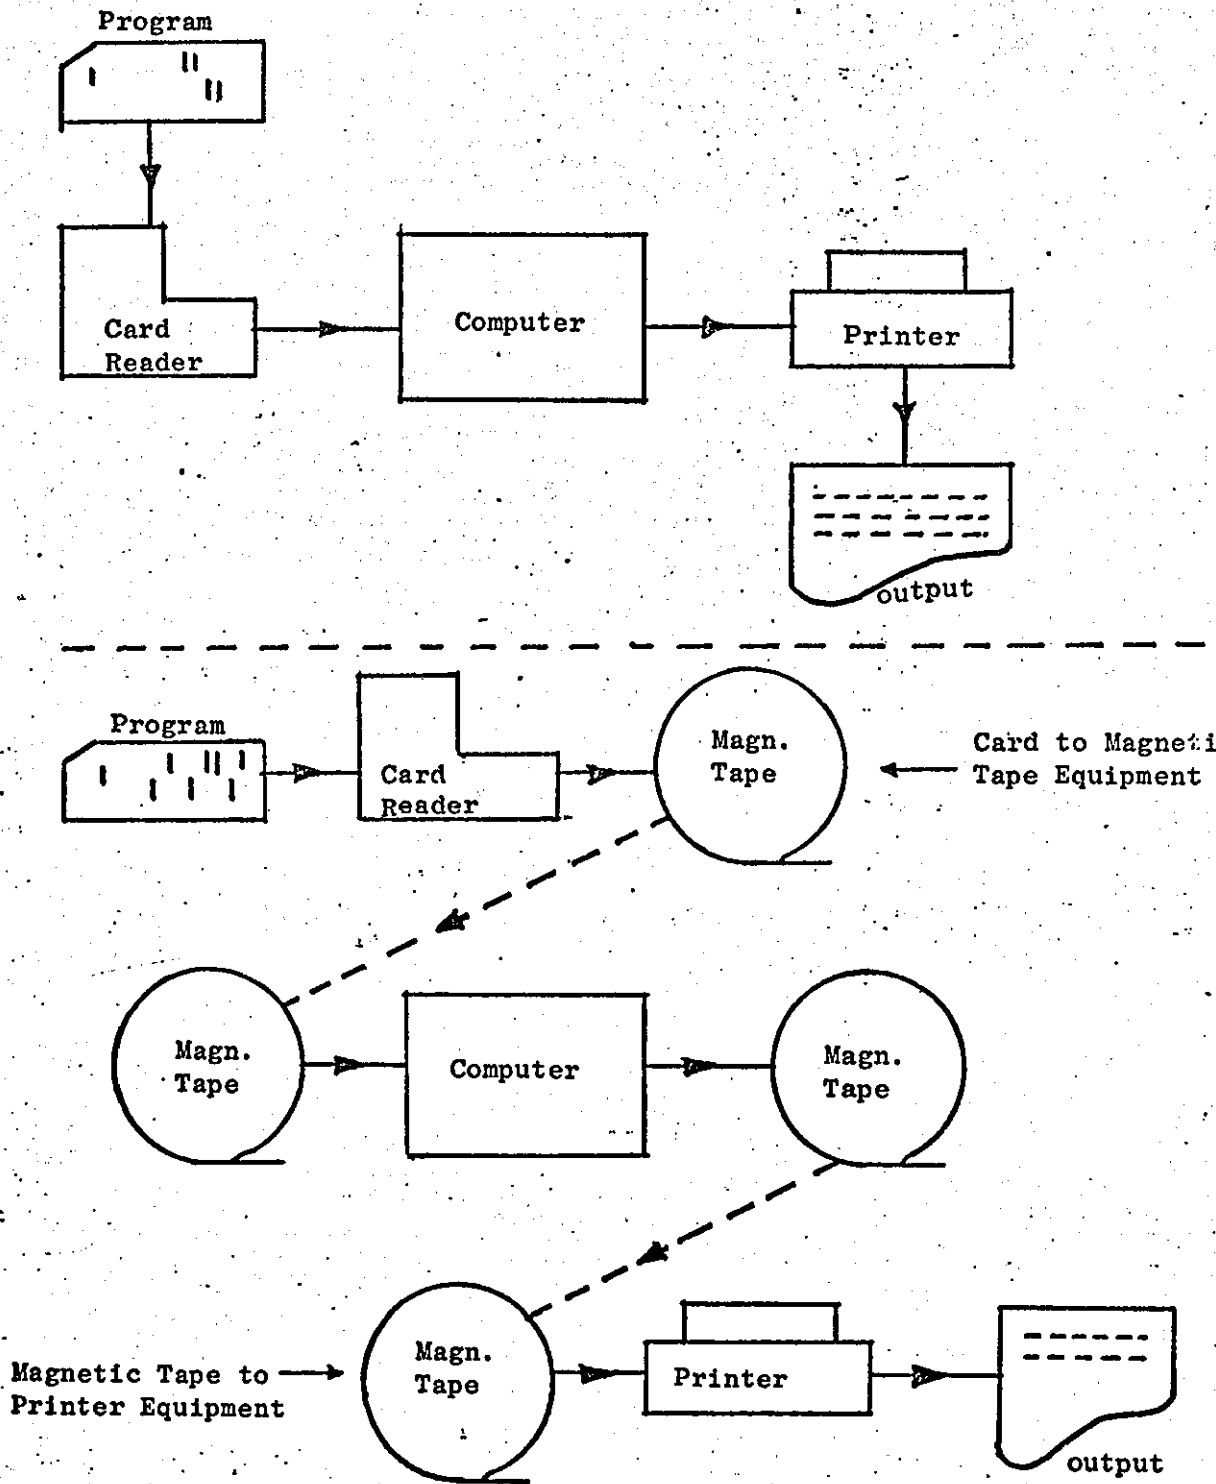 Program
Card
Reader
Computer
Printer
output
Program
Card
Reader
Magn.
Tape
Card to Magneti
Tape Equipment
Magn.
Tape
Computer
Magn.
Tape
Magnetic Tape to
Printer Equipment
Magn.
Tape
Printer
output